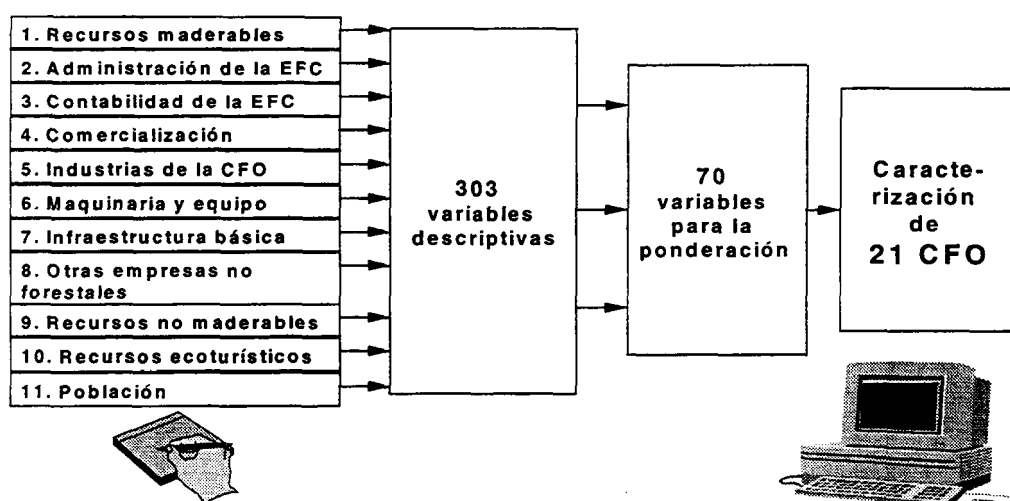 1. Recursos maderables
2. Administración de la EFC
3. Contabilidad de la EFC
4. Comercialización
5. Industrias de la CFO
6. Maquinaria y equipo
7. Infraestructura básica
8. Otras empresas no
forestales
9. Recursos no maderables
10. Recursos ecoturísticos
11. Población
303
variables
descriptivas
70
variables
para la
ponderación
Caracte-
rización
de
21 CFO